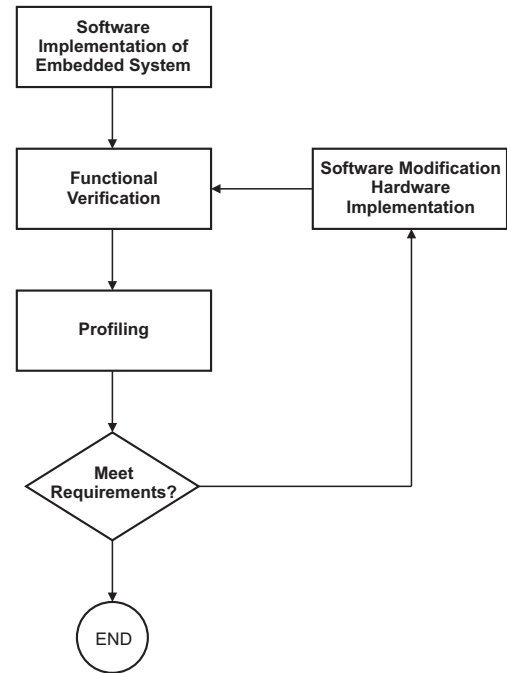 Software
Implementation of
Embedded System
Functional
Verification
Software Modification
Hardware
Implementation
Profiling
Meet
Requirements?
END